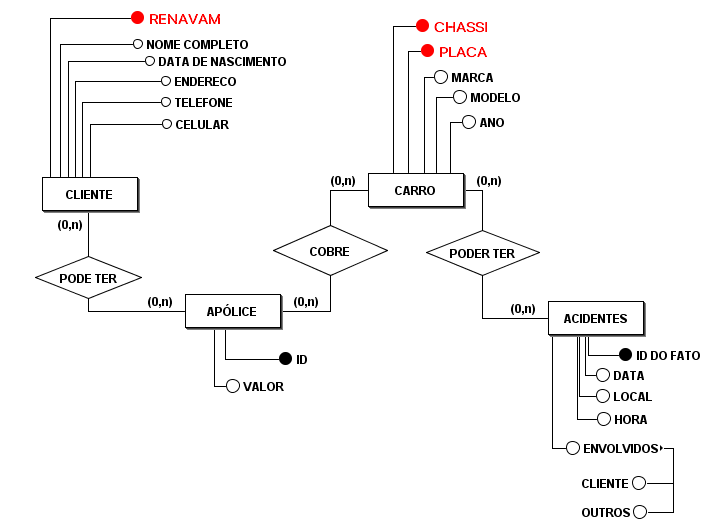 RENAVAM
NOME COMPLETO
DATA DE NASCIMENTO
ENDERECO
TELEFONE
CELULAR
CLIENTE
(0,n)
PODE TER
(0,n)
APÓLICE
(0,n)
ID
VALOR
COBRE
(0,n)
CHASSI
PLACA
MARCA
MODELO
ANO
CARRO
(0,n)
PODER TER
(0,n)
ACIDENTES
ID DO FATO
DATA
LOCAL
HORA
ENVOLVIDOS
CLIENTE
OUTROS